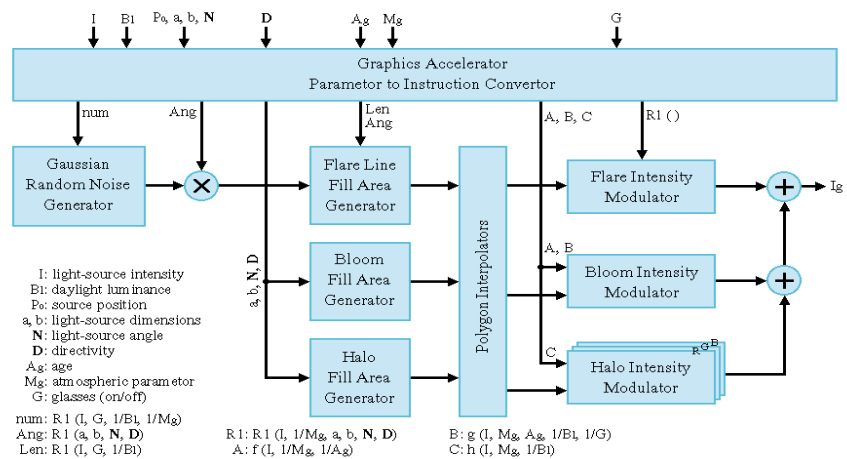 I B1 P0, a, b, N D Ag Mg G
Graphics Accelerator
Parametor to Instruction Convertor
num Ang Len
Ang A, B, C R1 ( )
Gaussian
Random Noise
Generator
×
Flare Line
Fill Area
Generator
Polygon Interpolators
Flare Intensity
Modulator
+
Ig
a, b, N, D
Bloom
Fill Area
Generator
A, B
Bloom Intensity
Modulator
+
Halo
Fill Area
Generator
C
R G B
Halo Intensity
Modulator
I: light-source intensity
B1: daylight luminance
P0: source position
a, b: light-source dimensions
N: light-source angle
D: directivity
Ag: age
Mg: atmospheric parametor
G: glasses (on/off)
num: R1 (I, G, 1/B1, 1/Mg)
Ang: R1 (a, b, N, D)
Len: R1 (I, G, 1/B1)
R1: R1 (I, 1/Mg, a, b, N, D)
A: f (I, 1/Mg, 1/Ag)
B: g (I, Mg, Ag, 1/B1, 1/G)
C: h (I, Mg, 1/B1)